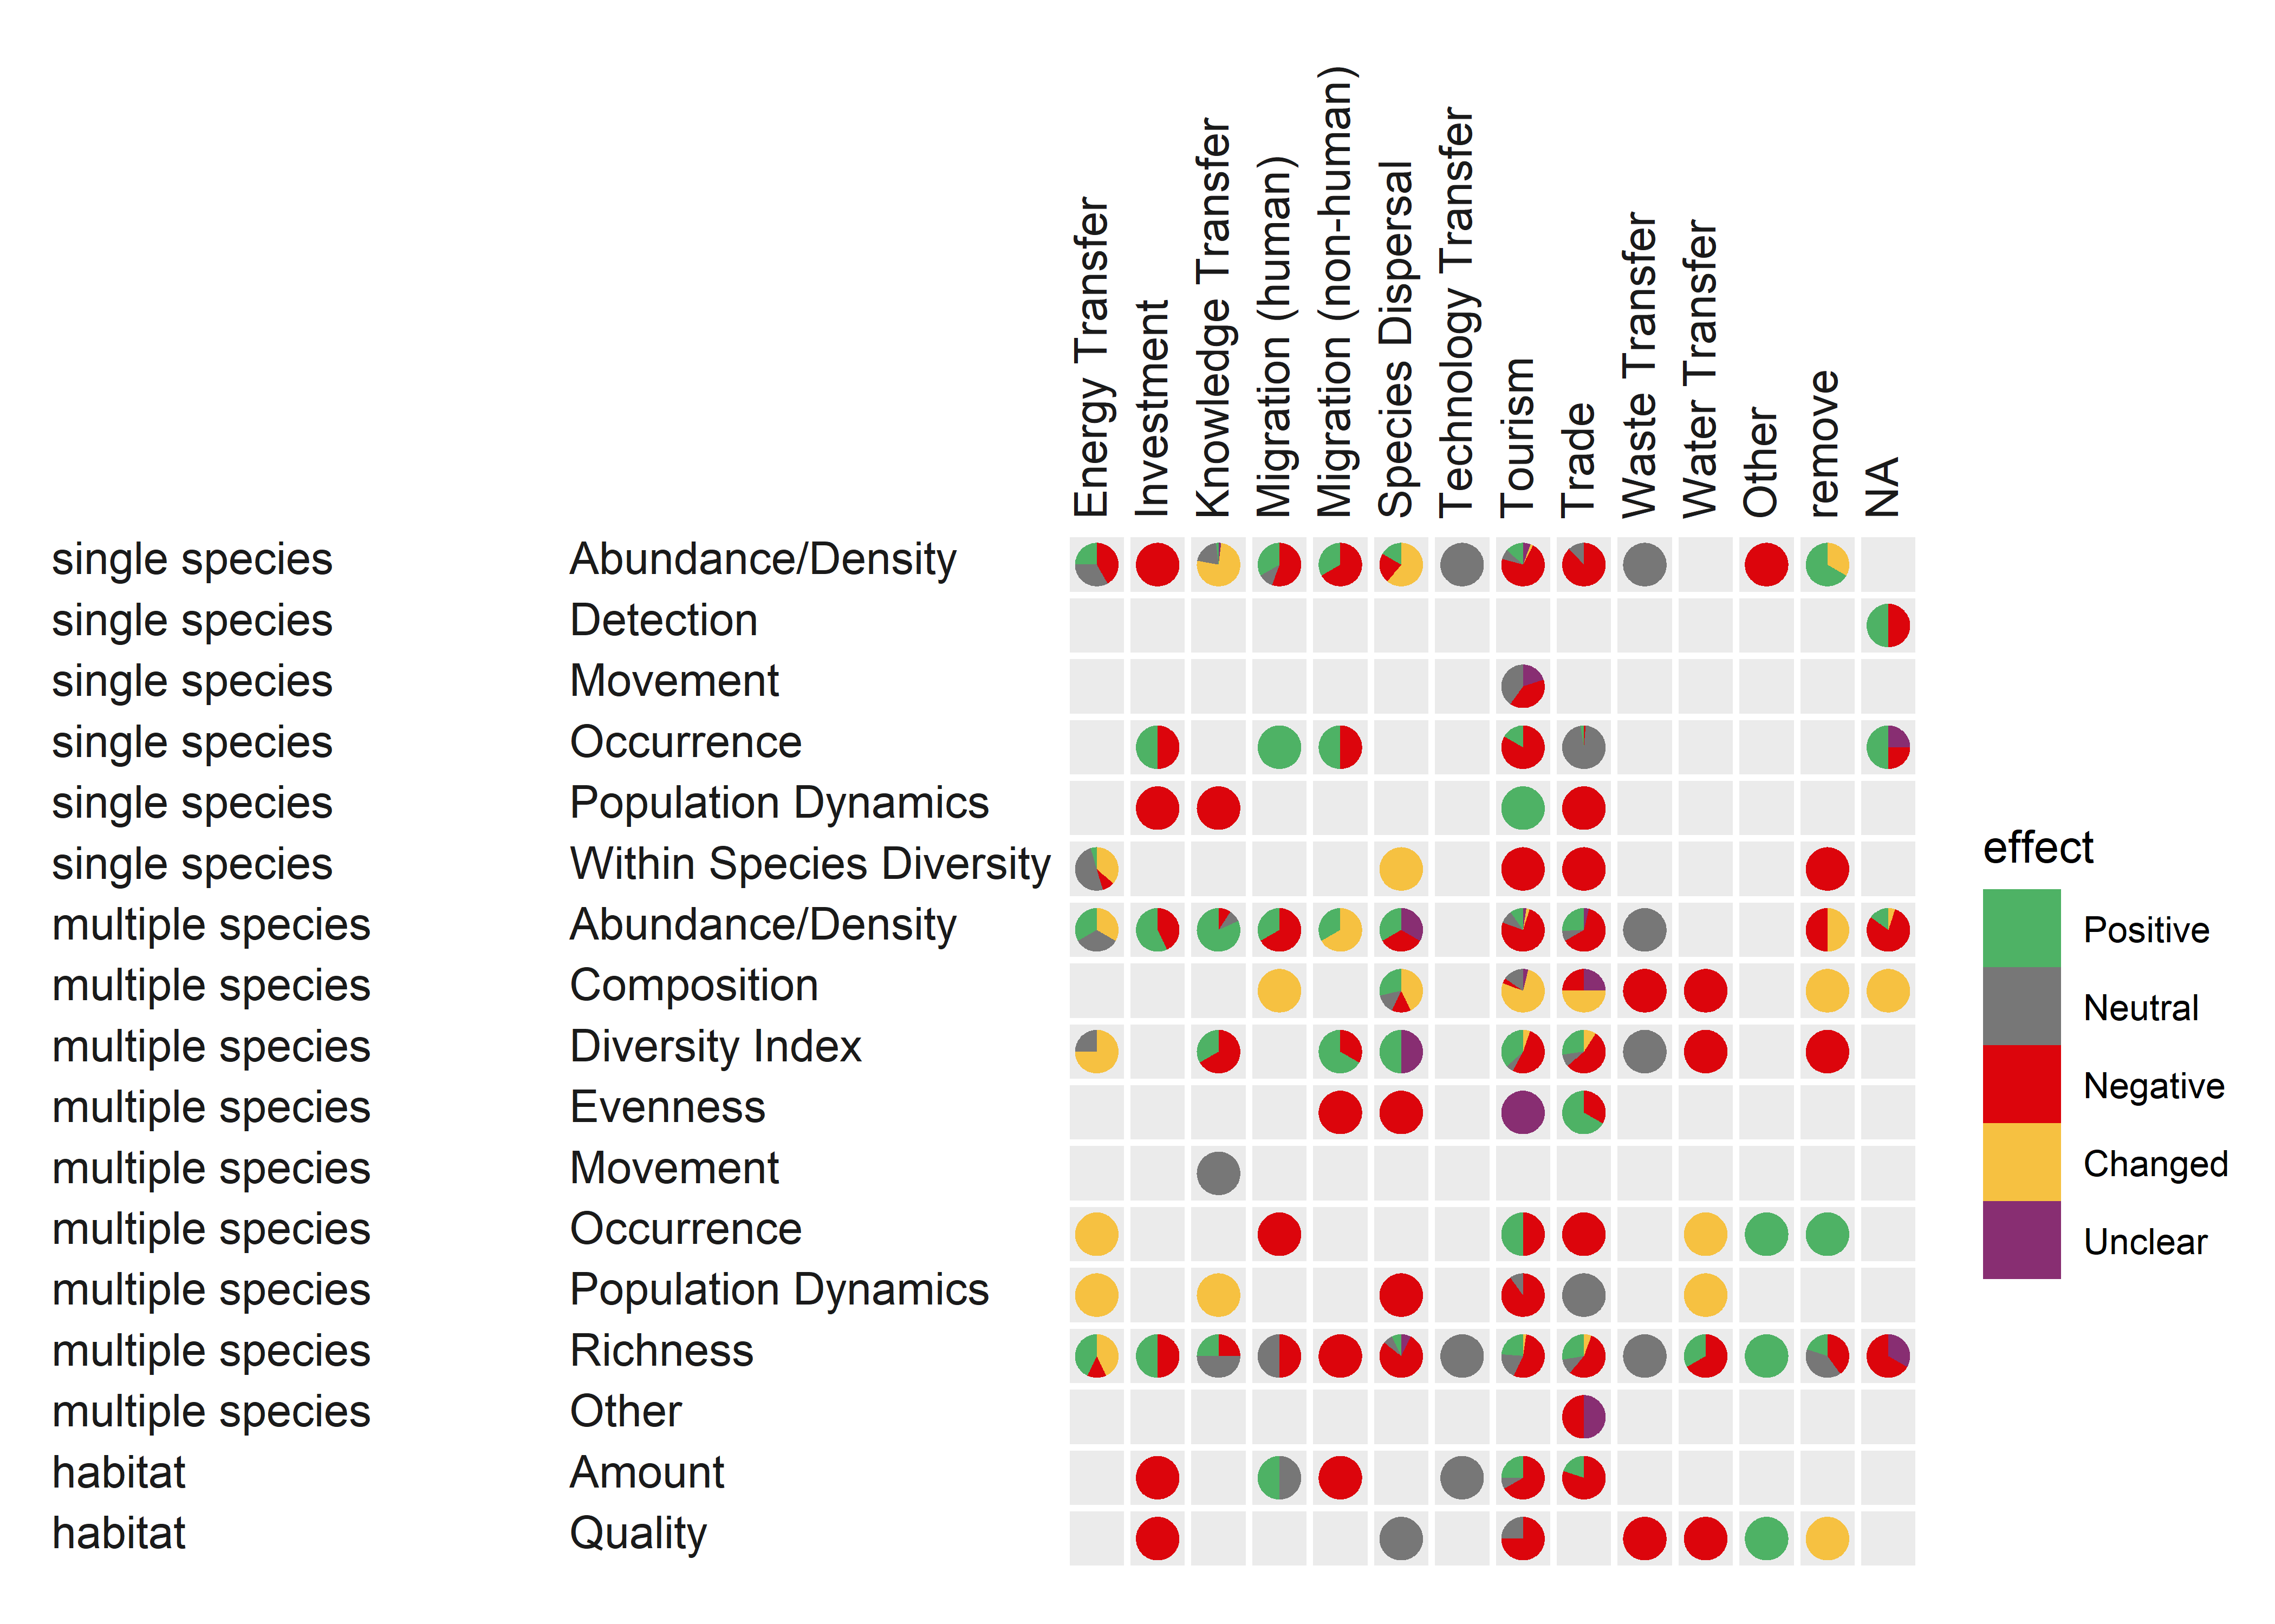 Energy Transfer
Investment
Knowledge Transfer
Migration (human)
Migration (non-human)
Species Dispersal
Technology Transfer
Tourism
Trade
Waste Transfer
Water Transfer
Other
remove
NA
single species Abundance/Density
single species Detection
single species Movement
single species Occurrence
single species Population Dynamics
single species Within Species Diversity
multiple species Abundance/Density
multiple species Composition
multiple species Diversity Index
multiple species Evenness
multiple species Movement
multiple species Occurrence
multiple species Population Dynamics
multiple species Richness
multiple species Other
habitat Amount
habitat Quality
effect
Positive
Neutral
Negative
Changed
Unclear